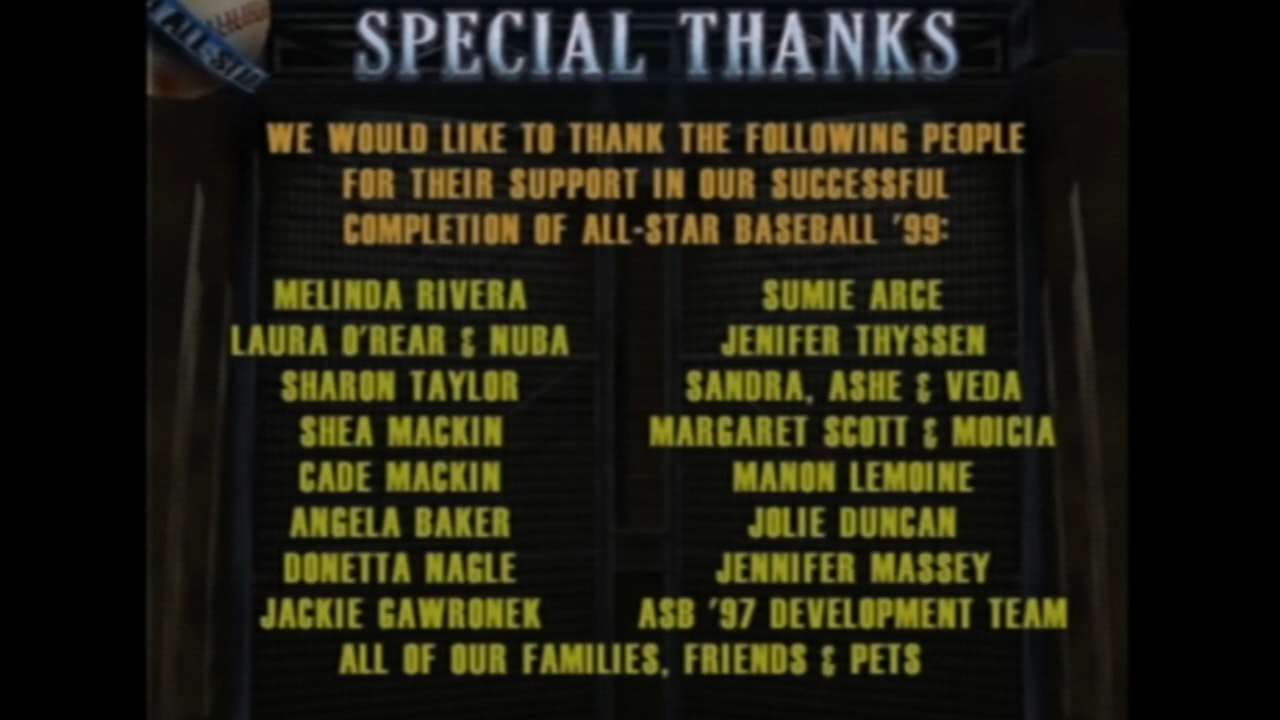 ALL-STAR
SPECIAL THANKS
WE WOULD LIKE TO THANK THE FOLLOWING PEOPLE
FOR THEIR SUPPORT IN OUR SUCCESSFUL
COMPLETION OF ALL-STAR BASEBALL '99:
MELINDA RIVERA
LAURA O'REAR & NUBA
SHARON TAYLOR
SHEA MACKIN
CADE MACKIN
ANGELA BAKER
DONETTA NAGLE
JACKIE GAWRONEK
SUMIE ARCE
JENIFER THYSSEN
SANDRA, ASHE & VEDA
MARGARET SCOTT & MOICIA
MANON LEMOINE
JOLIE DUNCAN
JENNIFER MASSEY
ASB '97 DEVELOPMENT TEAM
ALL OF OUR FAMILIES, FRIENDS & PETS